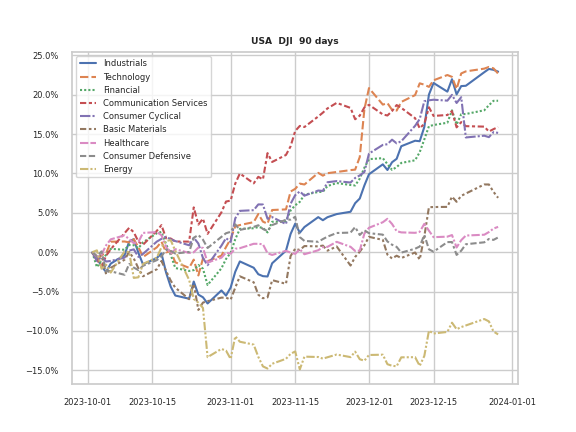 USA DJI 90 days
25.0%
20.0%
15.0%
10.0%
5.0%
0.0%
−5.0%
−10.0%
−15.0%
Industrials
Technology
Financial
Communication Services
Consumer Cyclical
Basic Materials
Healthcare
Consumer Defensive
Energy
2023-10-01
2023-10-15
2023-11-01
2023-11-15
2023-12-01
2023-12-15
2024-01-01